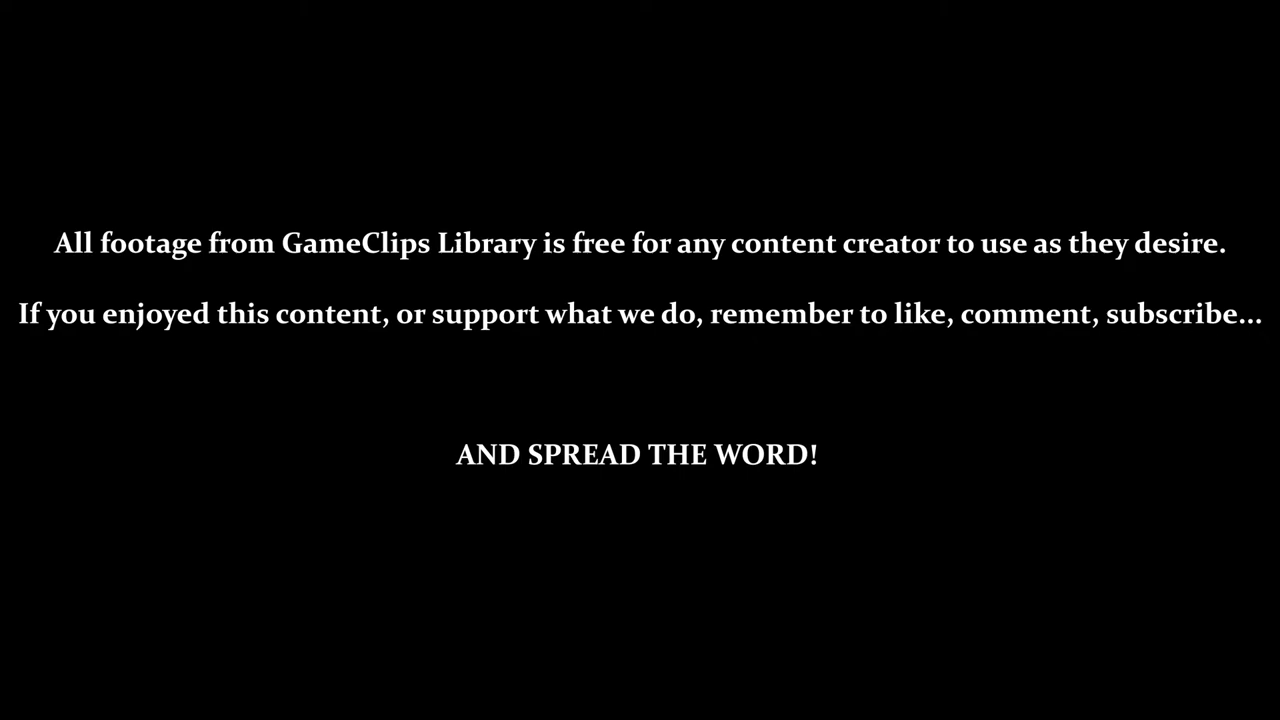 All footage from GameClips Library is free for any content creator to use as they desire.
If you enjoyed this content, or support what we do, remember to like, comment, subscribe...
AND SPREAD THE WORD!